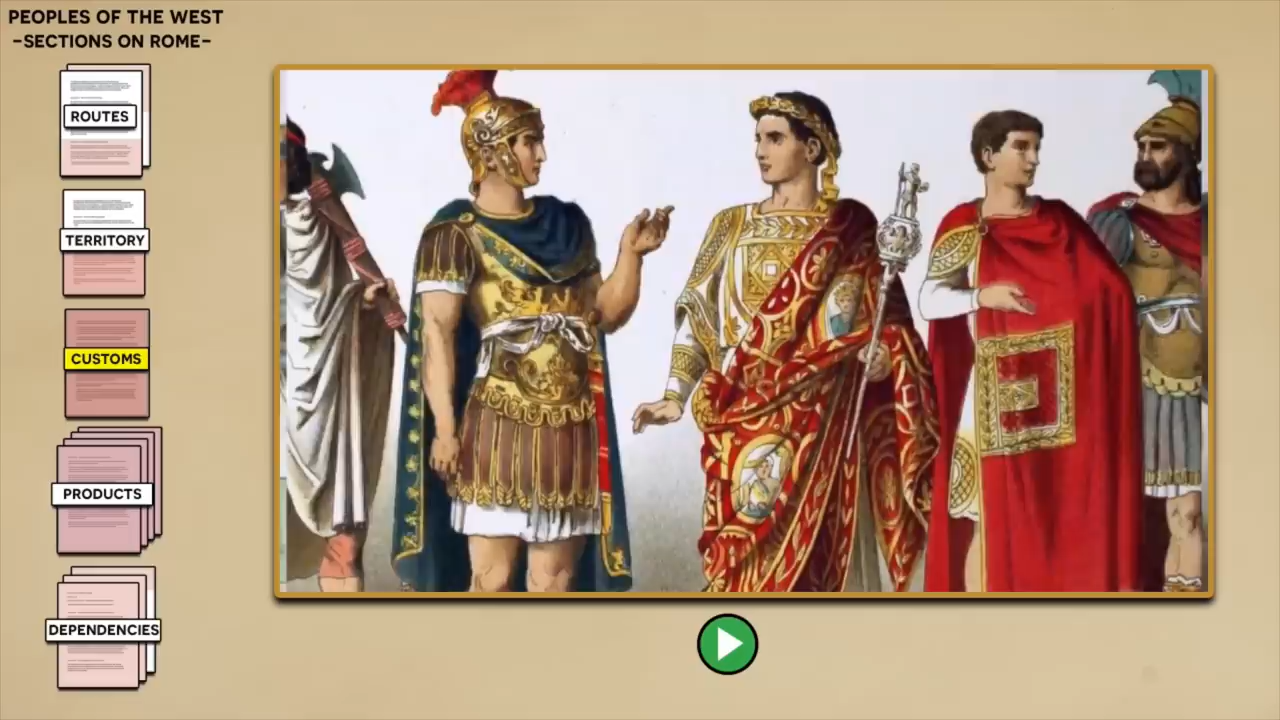 PEOPLES OF THE WEST
-SECTIONS ON ROME-
ROUTES
TERRITORY
CUSTOMS
PRODUCTS
DEPENDENCIES